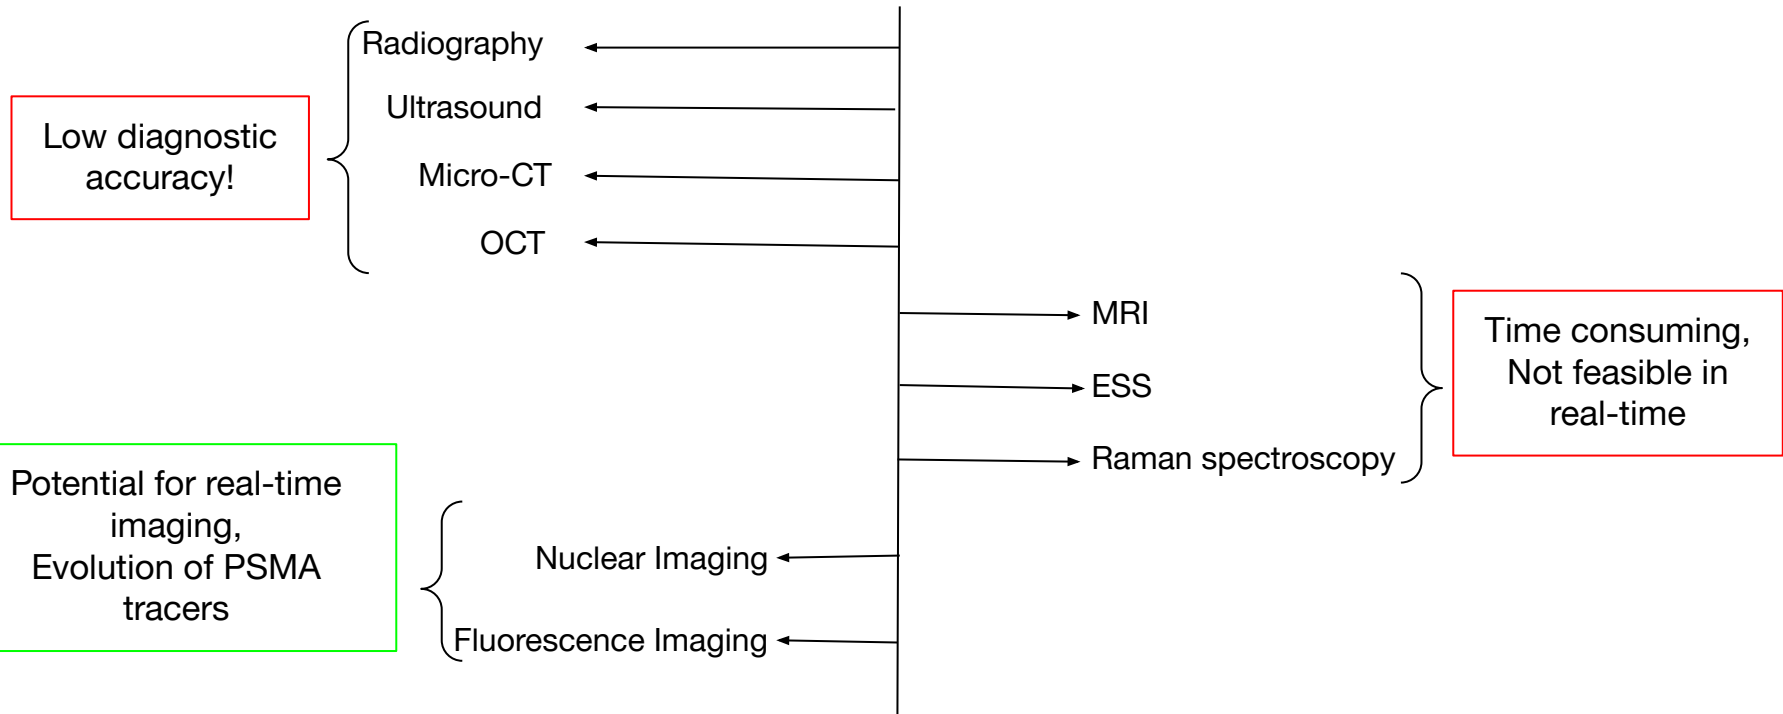 Radiography
Ultrasound
Micro-CT
OCT
Low diagnostic
accuracy!
MRI
ESS
Raman spectroscopy
Time consuming,
Not feasible in
real-time
Potential for real-time
imaging,
Evolution of PSMA
tracers
Nuclear Imaging
Fluorescence Imaging